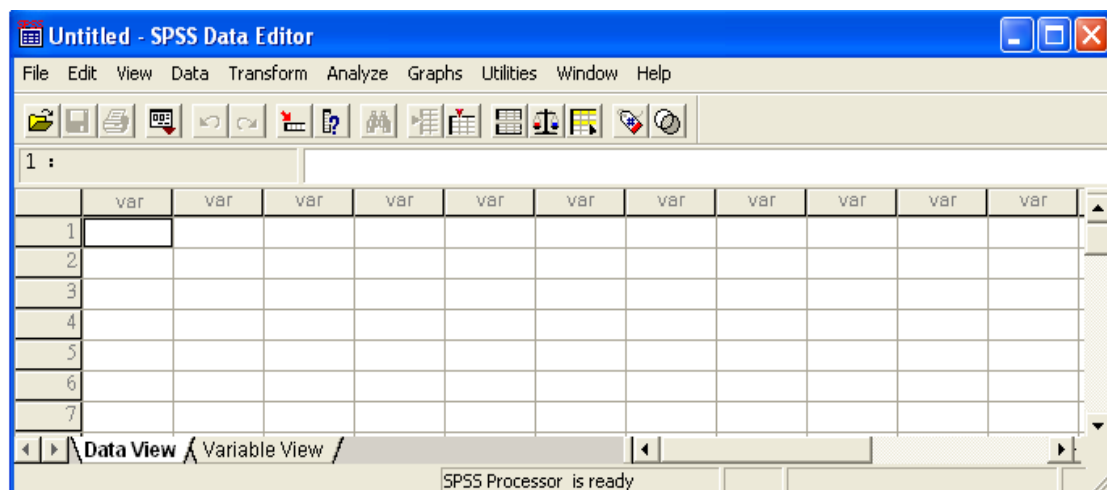 SPSS
Untitled - SPSS Data Editor
File Edit View Data Transform Analyze Graphs Utilities Window Help
1 :
var var var var var var var var var var var
1
2
3
4
5
6
7
Data View Variable View
SPSS Processor is ready